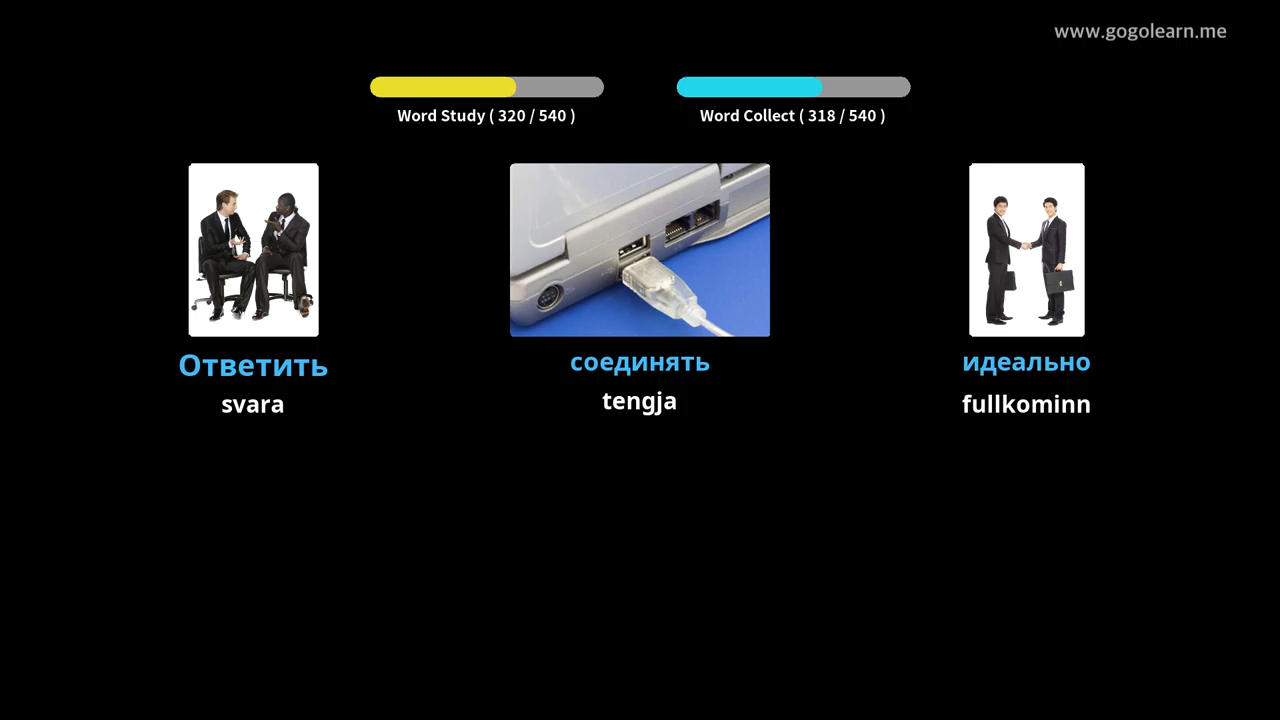 www.gogolearn.me
Word Study ( 320 / 540 )
Word Collect ( 318 / 540 )
Ответить
соединять
идеально
svara
tengja
fullkominn